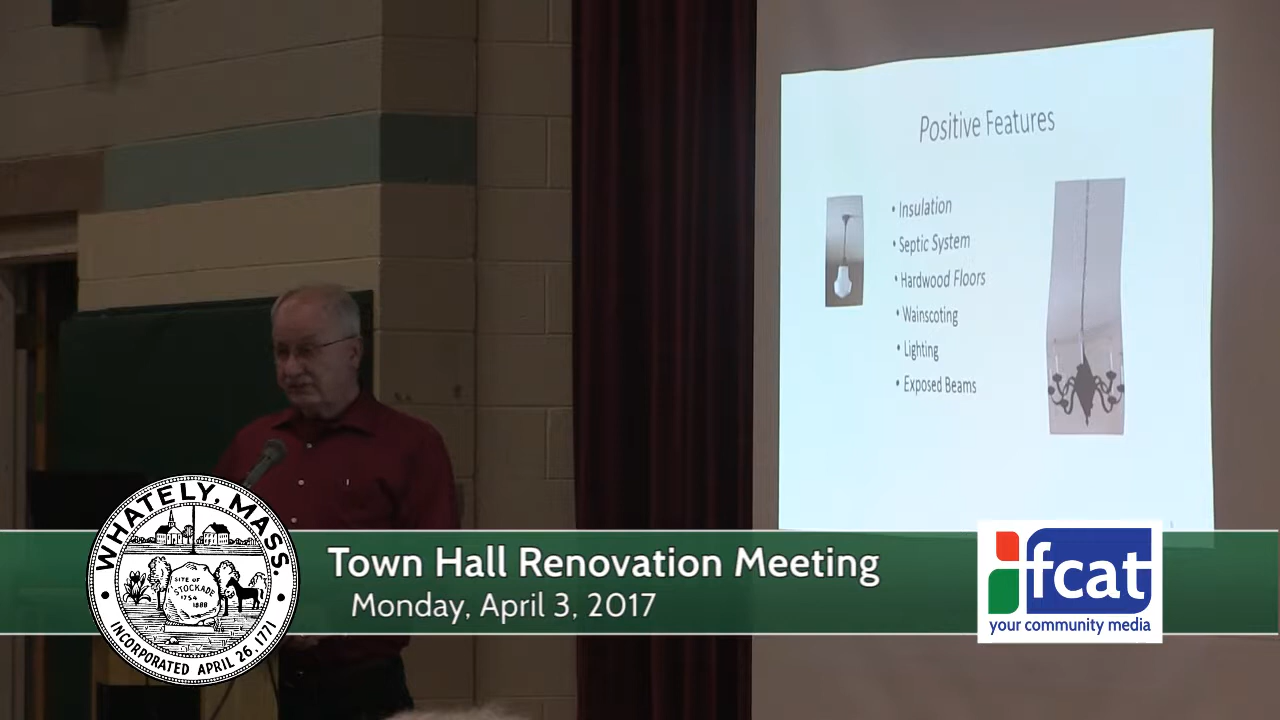 Positive Features
• Insulation
• Septic System
• Hardwood Floors
• Wainscoting
• Lighting
• Exposed Beams
WHATELY, MASS.
SITE OF
STOCKADE
1754
1888
INCORPORATED APRIL 26, 1771
Town Hall Renovation Meeting
Monday, April 3, 2017
fcat
your community media